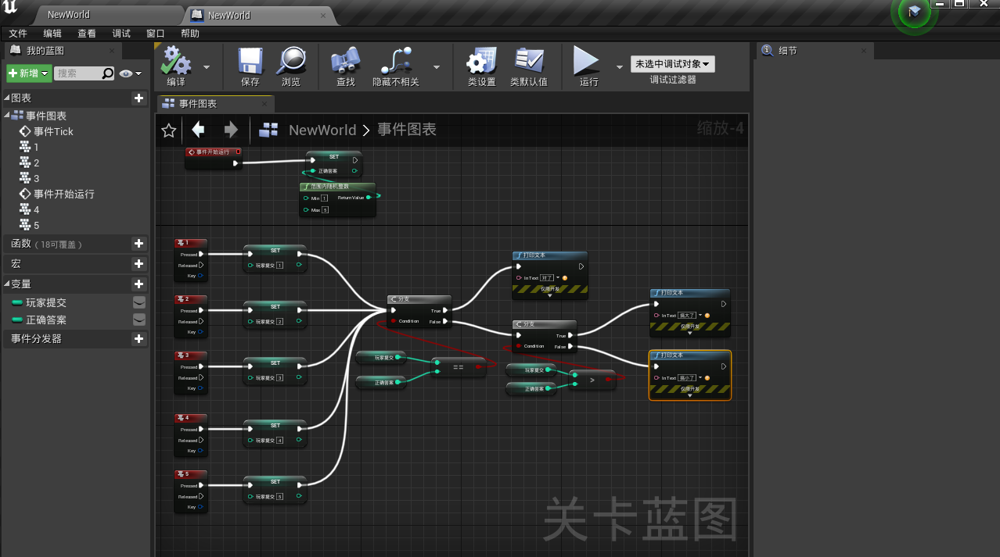 NewWorld
NewWorld
文件 编辑 查看 调试 窗口 帮助
我的蓝图
细节
新增
搜索
编译
保存
浏览
查找
隐藏不相关
类设置
类默认值
运行
未选中调试对象
调试过滤器
图表
事件图表
事件Tick
1
2
3
事件开始运行
4
5
函数 (18可覆盖)
宏
变量
玩家提交
正确答案
事件分发器
事件图表
NewWorld > 事件图表
缩放-4
事件开始运行
SET
正确答案
范围内随机整数
Min 1 Return Value
Max 5
1
Pressed
Released
Key
SET
玩家提交 1
2
Pressed
Released
Key
SET
玩家提交 2
3
Pressed
Released
Key
SET
玩家提交 3
4
Pressed
Released
Key
SET
玩家提交 4
5
Pressed
Released
Key
SET
玩家提交 5
分支
True
Condition False
玩家提交
正确答案
==
打印文本
In Text 对了
仅限开发
分支
True
Condition False
玩家提交
正确答案
>
打印文本
In Text 搞大了
仅限开发
打印文本
In Text 搞小了
仅限开发
关卡蓝图